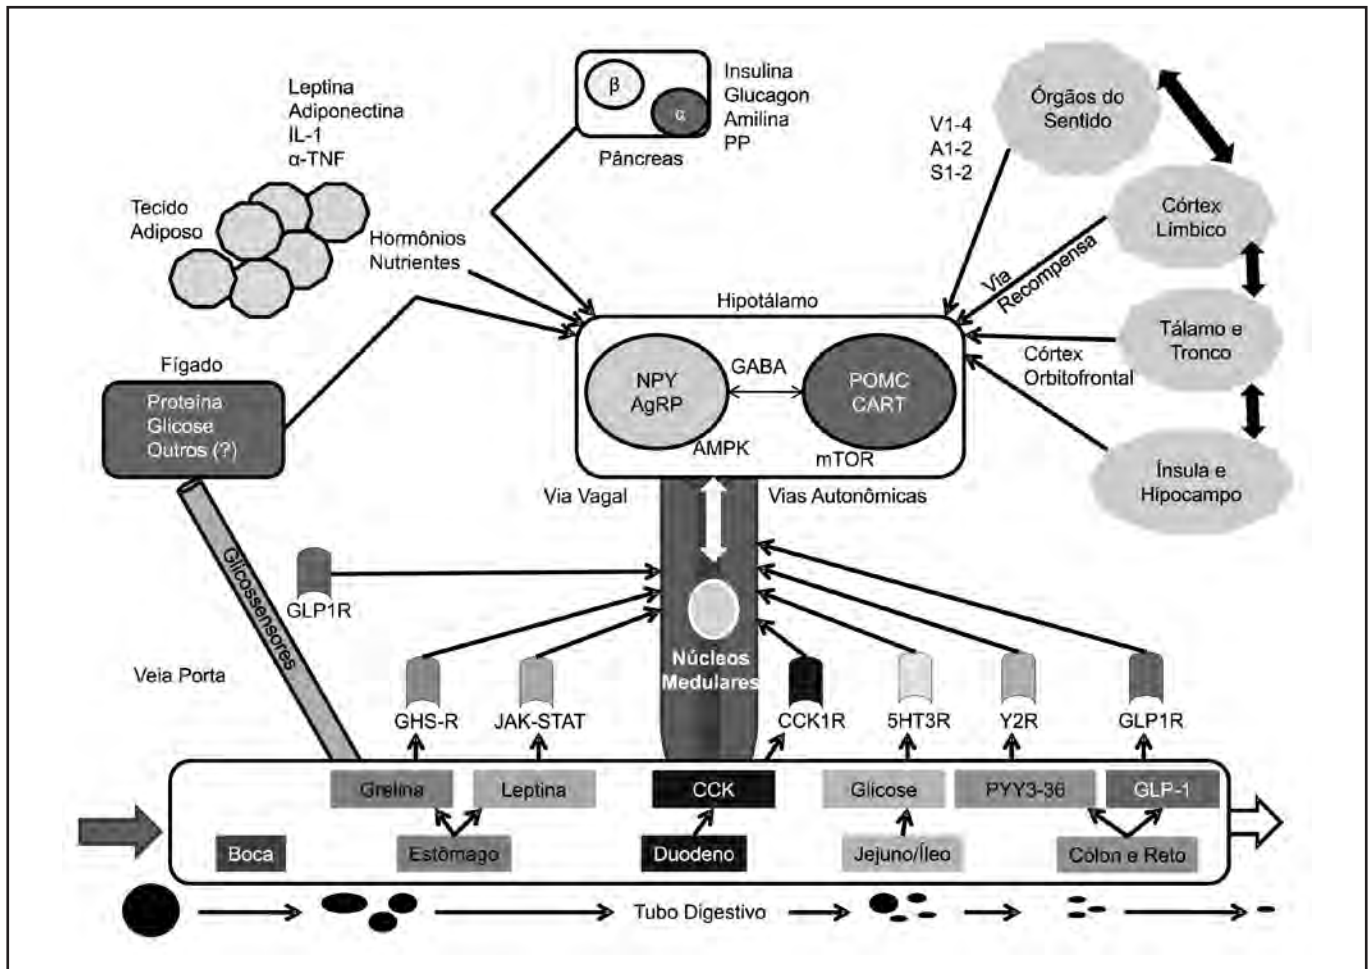 Leptina
Adiponectina
IL-1
α-TNF
β
α
Pâncreas
Insulina
Glucagon
Amilina
PP
Órgãos do
Sentido
V1-4
A1-2
S1-2
Tecido
Adiposo
Hormônios
Nutrientes
Córtex
Límbico
Via
Recompensa
Hipotálamo
Tálamo e
Tronco
Córtex
Orbitofrontal
Fígado
Proteína
Glicose
Outros (?)
NPY
AgRP
GABA
POMC
CART
AMPK
mTOR
Ínsula e
Hipocampo
Via Vagal
Vias Autonômicas
Glicossensores
GLP1R
Veia Porta
Núcleos
Medulares
GHS-R
JAK-STAT
CCK1R
5HT3R
Y2R
GLP1R
Grelina
Leptina
CCK
Glicose
PYY3-36
GLP-1
Boca
Estômago
Duodeno
Jejuno/Íleo
Cólon e Reto
Tubo Digestivo